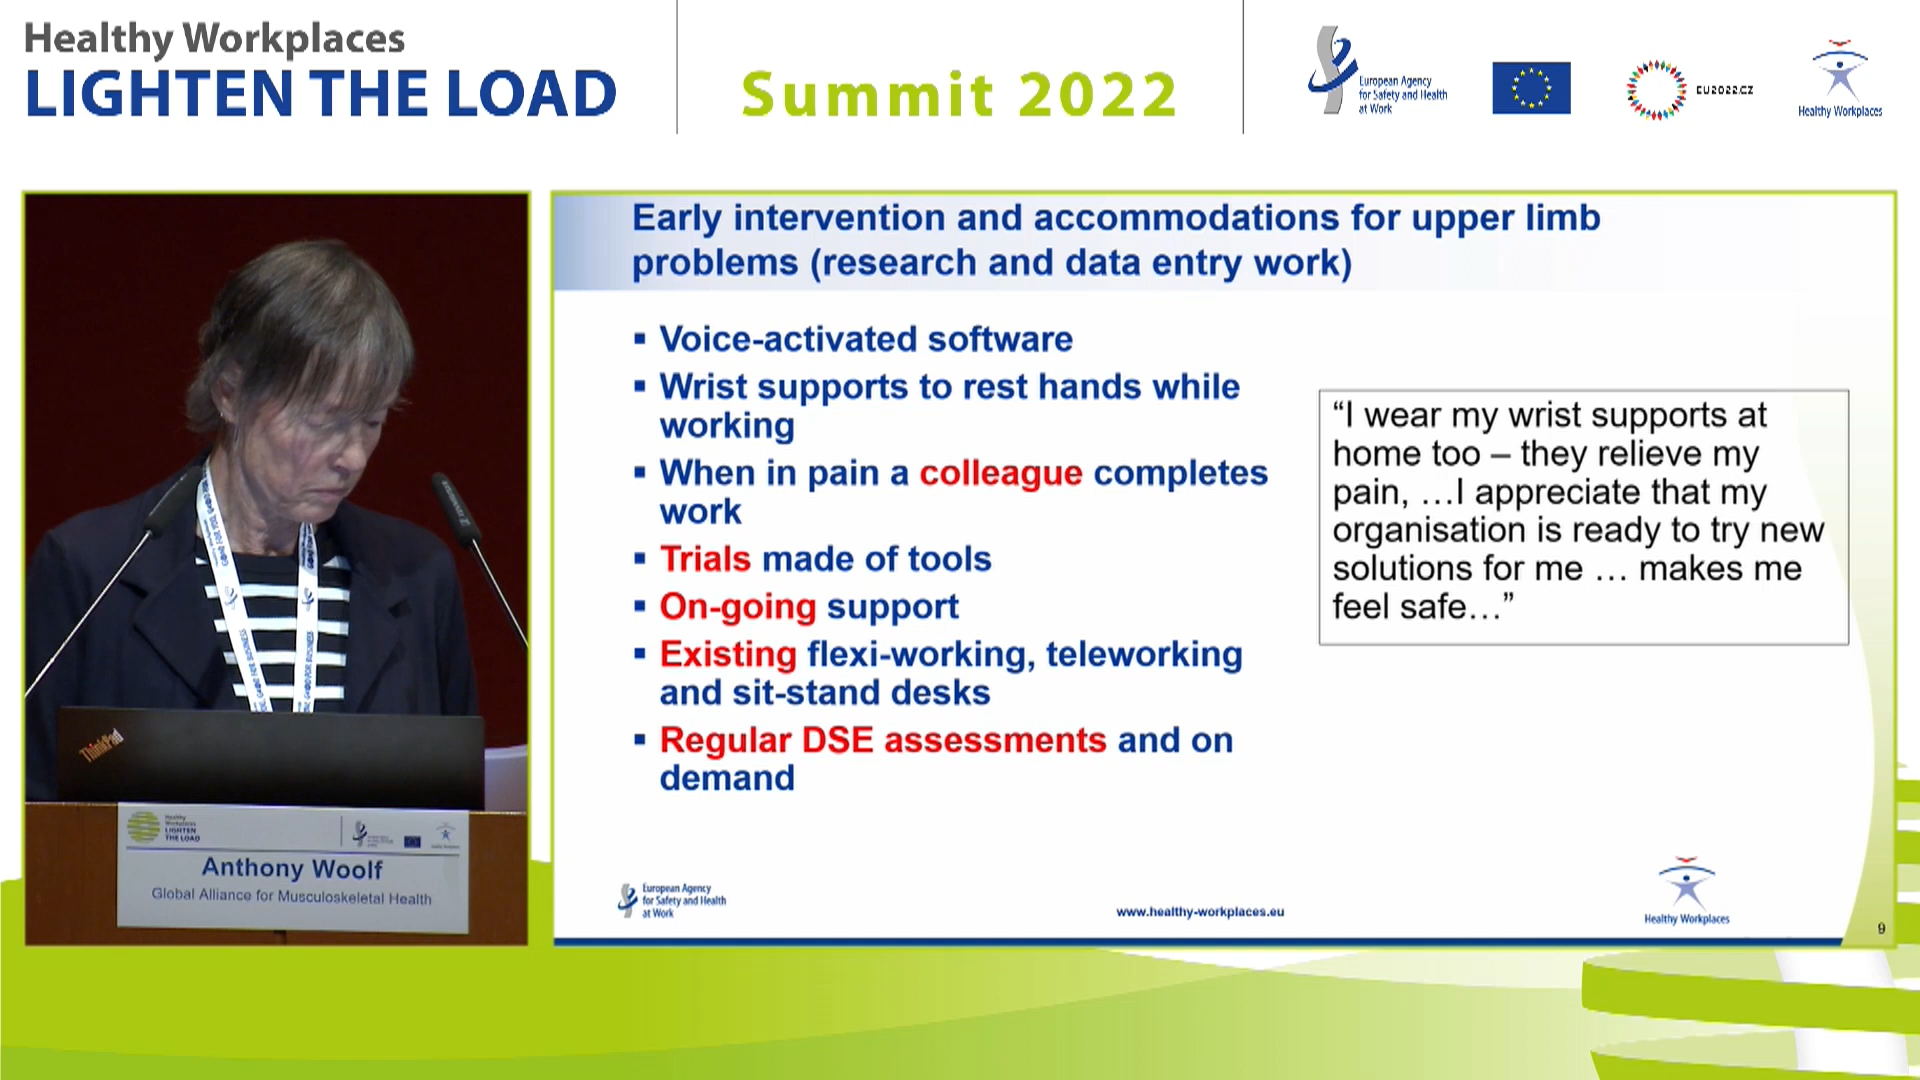 Healthy Workplaces
LIGHTEN THE LOAD
Summit 2022
European Agency
for Safety and Health
at Work
EU2022.CZ
Healthy Workplaces
Early intervention and accommodations for upper limb
problems (research and data entry work)
▪ Voice-activated software
▪ Wrist supports to rest hands while
working
▪ When in pain a colleague completes
work
▪ Trials made of tools
▪ On-going support
▪ Existing flexi-working, teleworking
and sit-stand desks
▪ Regular DSE assessments and on
demand
“I wear my wrist supports at
home too – they relieve my
pain, …I appreciate that my
organisation is ready to try new
solutions for me … makes me
feel safe…”
European Agency
for Safety and Health
at Work
www.healthy-workplaces.eu
Healthy Workplaces
9
ThinkPad
Healthy
Workplaces
LIGHTEN
THE LOAD
Anthony Woolf
Global Alliance for Musculoskeletal Health